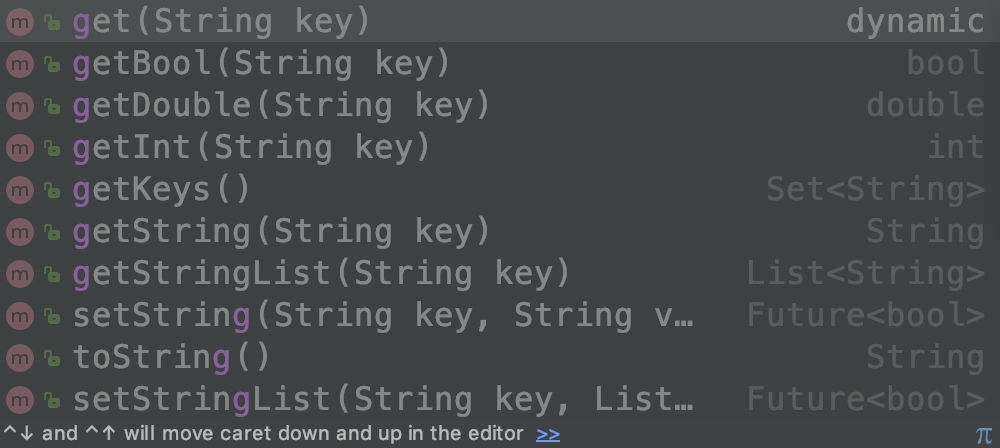 m get(String key) dynamic
m getBool(String key) bool
m getDouble(String key) double
m getInt(String key) int
m getKeys() Set<String>
m getString(String key) String
m getStringList(String key) List<String>
m setString(String key, String v… Future<bool>
m toString() String
m setStringList(String key, List… Future<bool>
^↓ and ^↑ will move caret down and up in the editor >> π